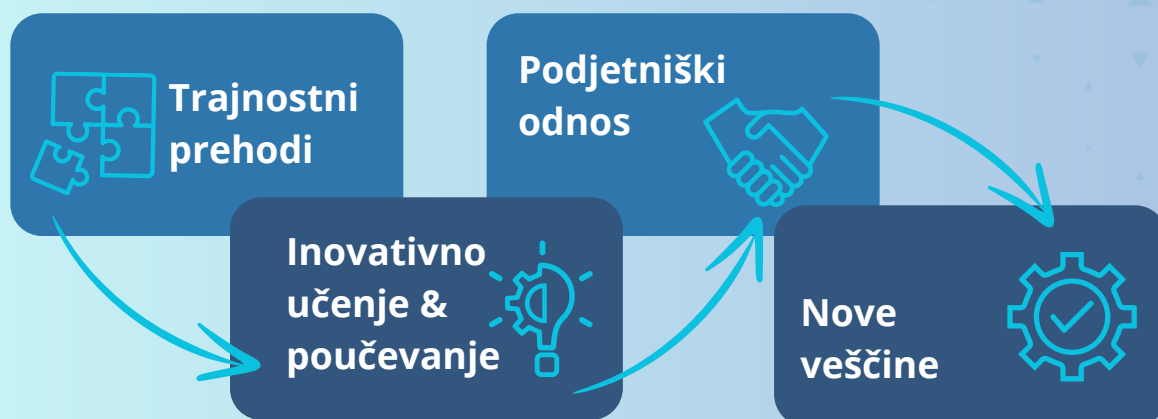 Trajnostni
prehodi
Inovativno
učenje &
poučevanje
Podjetniški
odnos
Nove
veščine